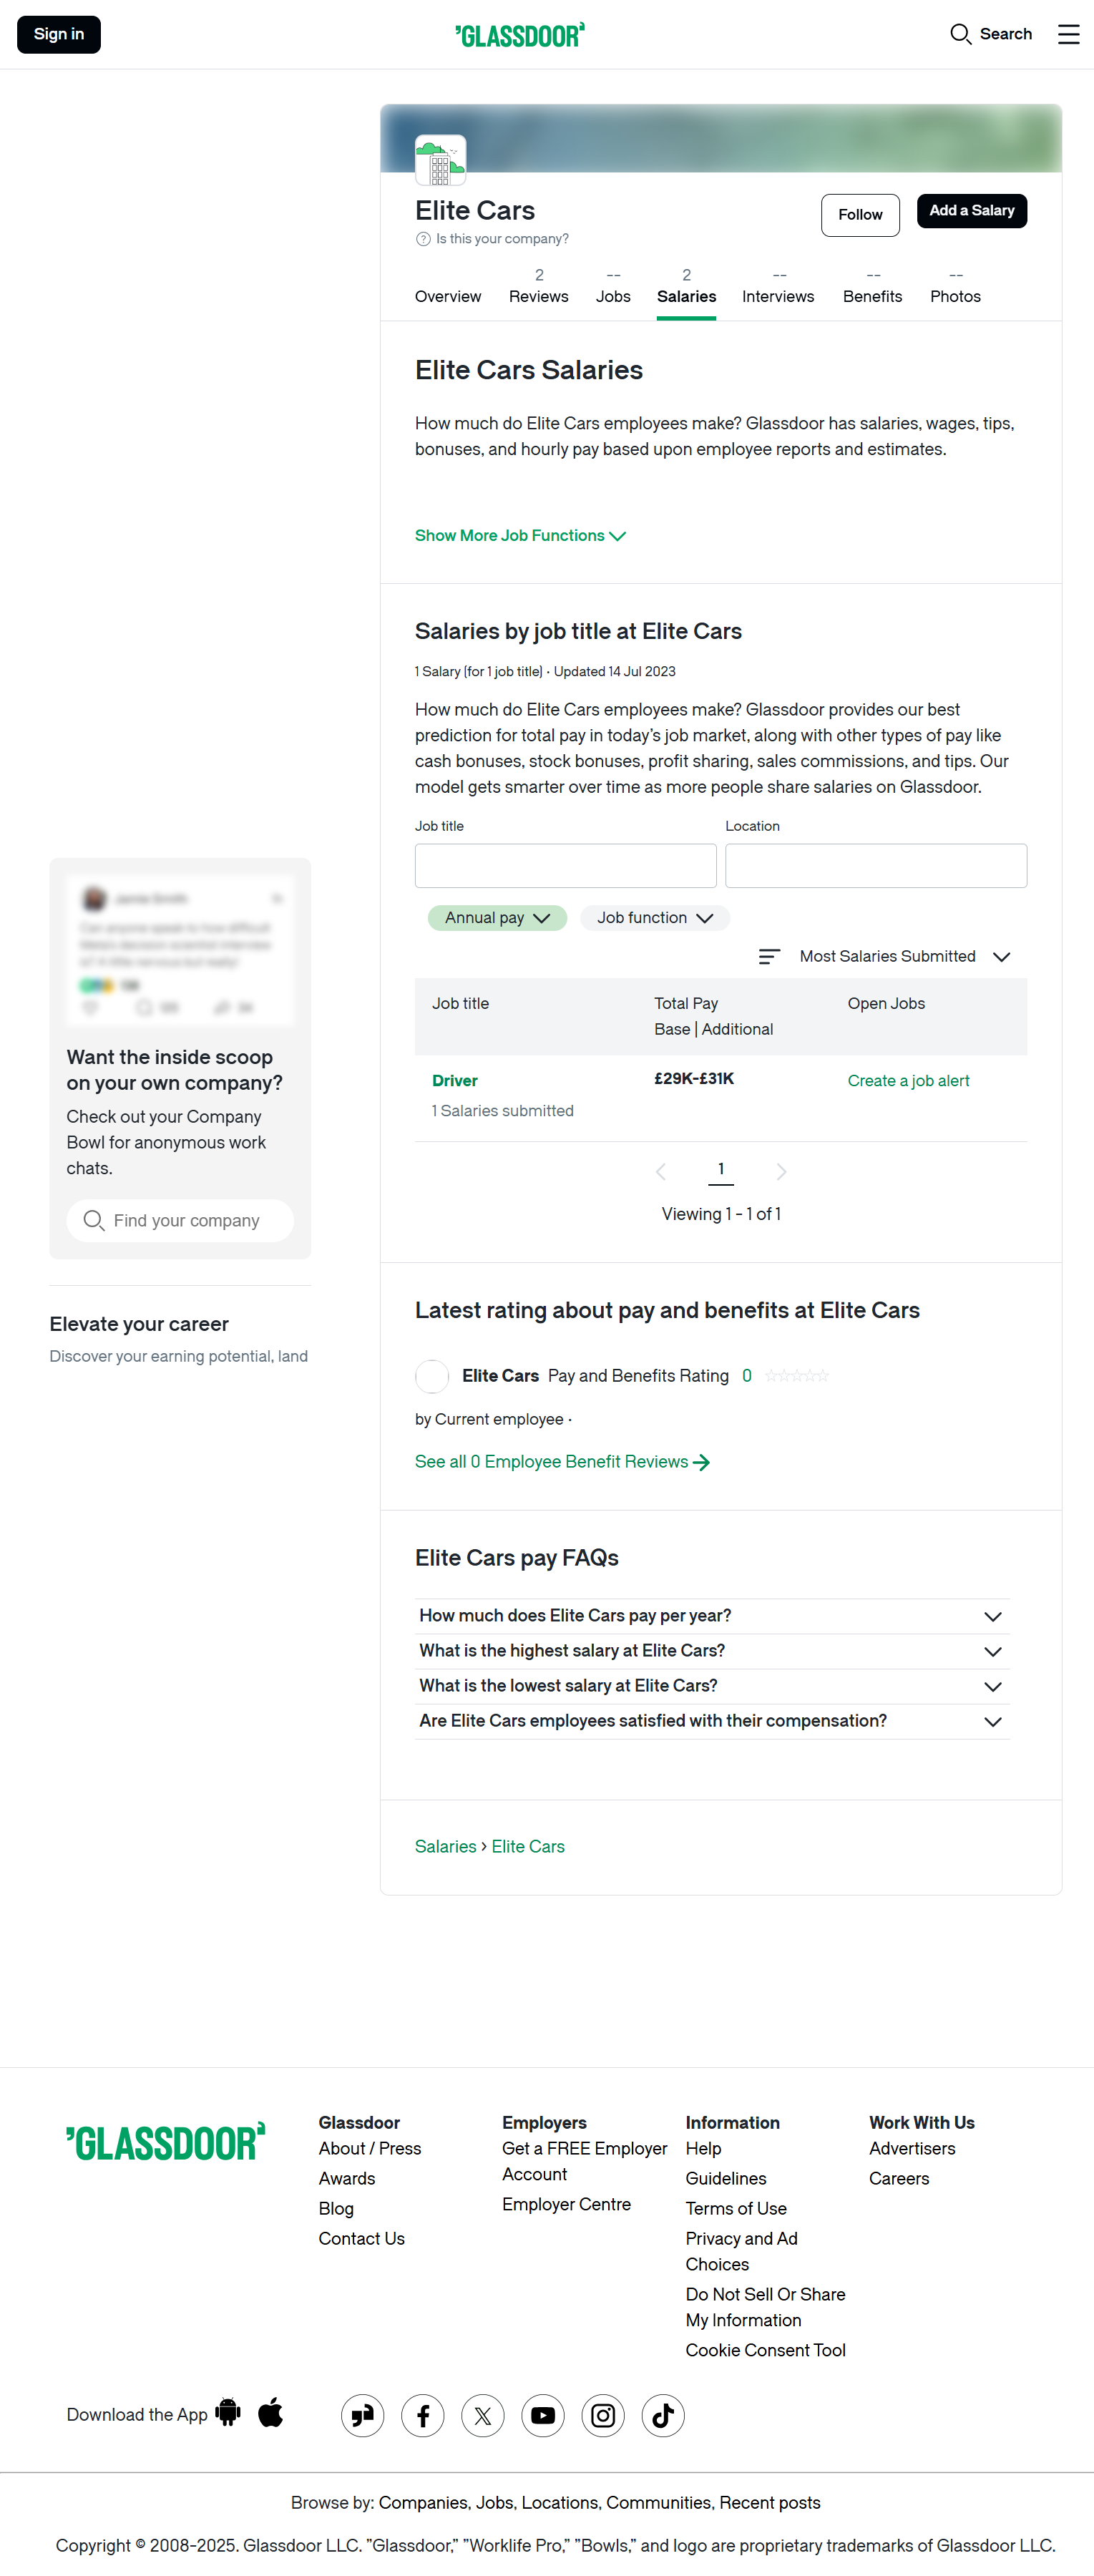 Sign in
GLASSDOOR
Search
Elite Cars
Is this your company?
Follow
Add a Salary
Overview
2
Reviews
--
Jobs
2
Salaries
--
Interviews
--
Benefits
--
Photos
Elite Cars Salaries
How much do Elite Cars employees make? Glassdoor has salaries, wages, tips,
bonuses, and hourly pay based upon employee reports and estimates.
Show More Job Functions
Salaries by job title at Elite Cars
1 Salary (for 1 job title) • Updated 14 Jul 2023
How much do Elite Cars employees make? Glassdoor provides our best
prediction for total pay in today’s job market, along with other types of pay like
cash bonuses, stock bonuses, profit sharing, sales commissions, and tips. Our
model gets smarter over time as more people share salaries on Glassdoor.
Job title
Location
Annual pay
Job function
Most Salaries Submitted
Job title
Total Pay
Base | Additional
Open Jobs
Driver
1 Salaries submitted
£29K-£31K
Create a job alert
1
Viewing 1 - 1 of 1
Want the inside scoop
on your own company?
Check out your Company
Bowl for anonymous work
chats.
Find your company
Elevate your career
Discover your earning potential, land
Latest rating about pay and benefits at Elite Cars
Elite Cars Pay and Benefits Rating 0
by Current employee ·
See all 0 Employee Benefit Reviews
Elite Cars pay FAQs
How much does Elite Cars pay per year?
What is the highest salary at Elite Cars?
What is the lowest salary at Elite Cars?
Are Elite Cars employees satisfied with their compensation?
Salaries › Elite Cars
GLASSDOOR
Glassdoor
About / Press
Awards
Blog
Contact Us
Employers
Get a FREE Employer
Account
Employer Centre
Information
Help
Guidelines
Terms of Use
Privacy and Ad
Choices
Do Not Sell Or Share
My Information
Cookie Consent Tool
Work With Us
Advertisers
Careers
Download the App
Browse by: Companies, Jobs, Locations, Communities, Recent posts
Copyright © 2008-2025. Glassdoor LLC. ”Glassdoor,” ”Worklife Pro,” ”Bowls,” and logo are proprietary trademarks of Glassdoor LLC.